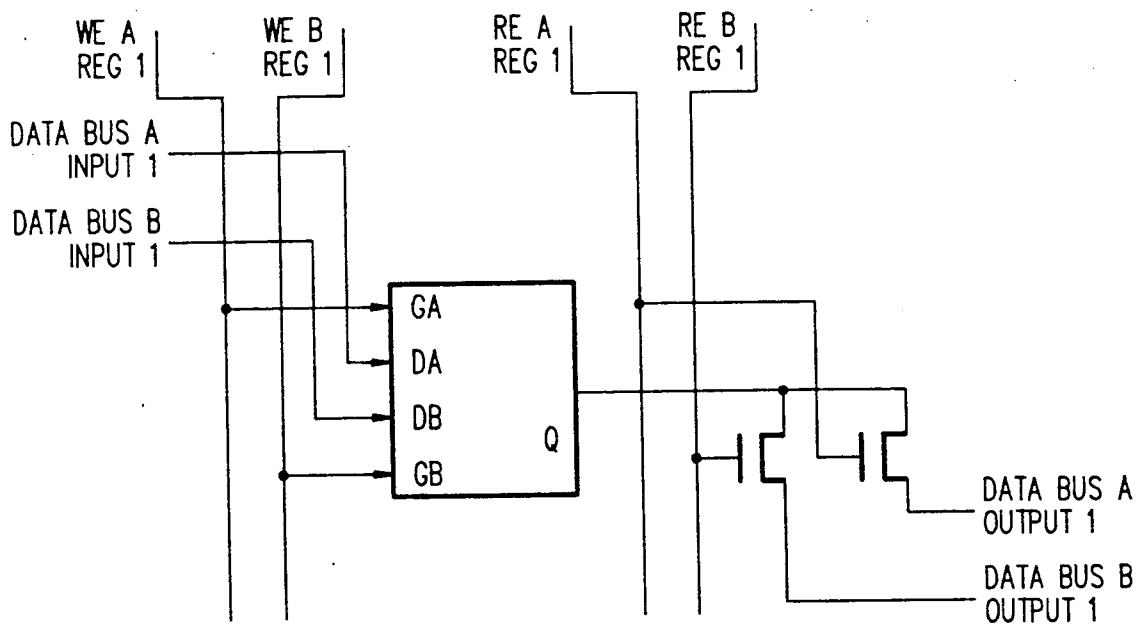 WE A
REG 1
WE B
REG 1
RE A
REG 1
RE B
REG 1
DATA BUS A
INPUT 1
DATA BUS B
INPUT 1
GA
DA
DB
Q
GB
DATA BUS A
OUTPUT 1
DATA BUS B
OUTPUT 1